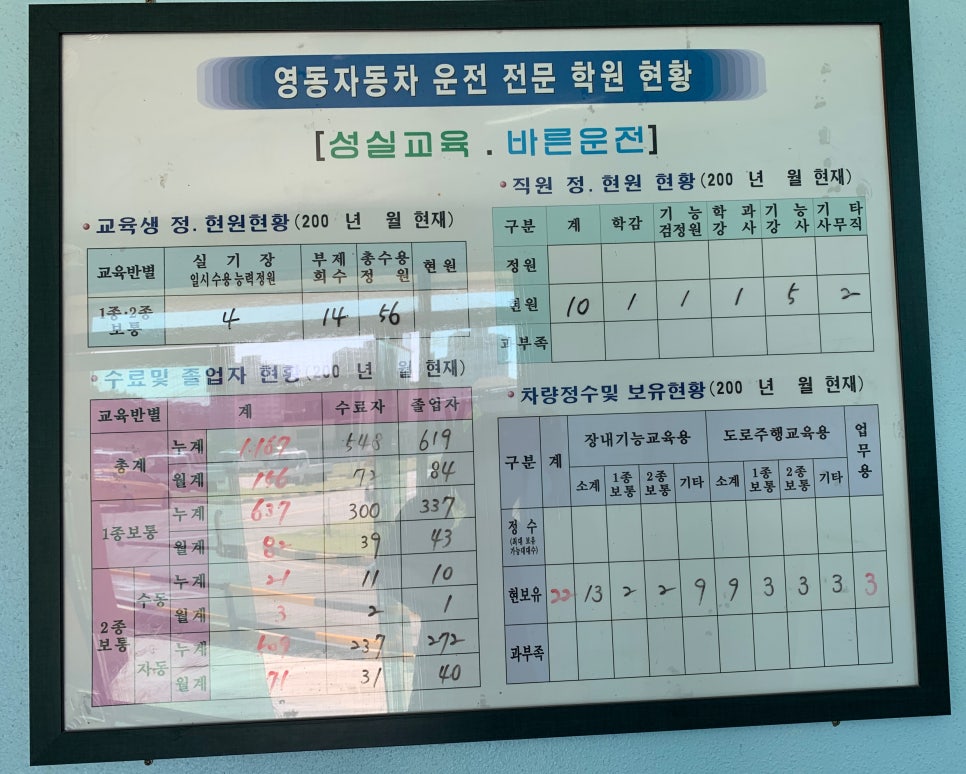 영동자동차 운전 전문 학원 현황
[성실교육 . 바른운전]
• 교육생 정. 현원현황(200 년 월 현재)
교육반별 실기장 일시수용능력정원 부제회수 총수용정원 현원
1종·2종보통 4 14 56
• 수료및 졸업자 현황(200 년 월 현재)
교육반별 계 수료자 졸업자
총계 누계 1,167 548 619
월계 156 72 84
1종보통 누계 637 300 337
월계 82 39 43
2종보통 수동 누계 21 11 10
월계 3 2 1
자동 누계 509 237 272
월계 71 31 40
• 직원 정. 현원 현황(200 년 월 현재)
구분 계 학감 기능검정원 학과강사 기능강사 기타사무직
정원
현원 10 1 1 1 5 2
과부족
• 차량정수및 보유현황(200 년 월 현재)
구분 계 장내기능교육용 도로주행교육용 업무용
소계 1종보통 2종보통 기타 소계 1종보통 2종보통 기타
정수
(최대 보유가능대대수)
현보유 22 13 2 2 9 9 3 3 3 3
과부족